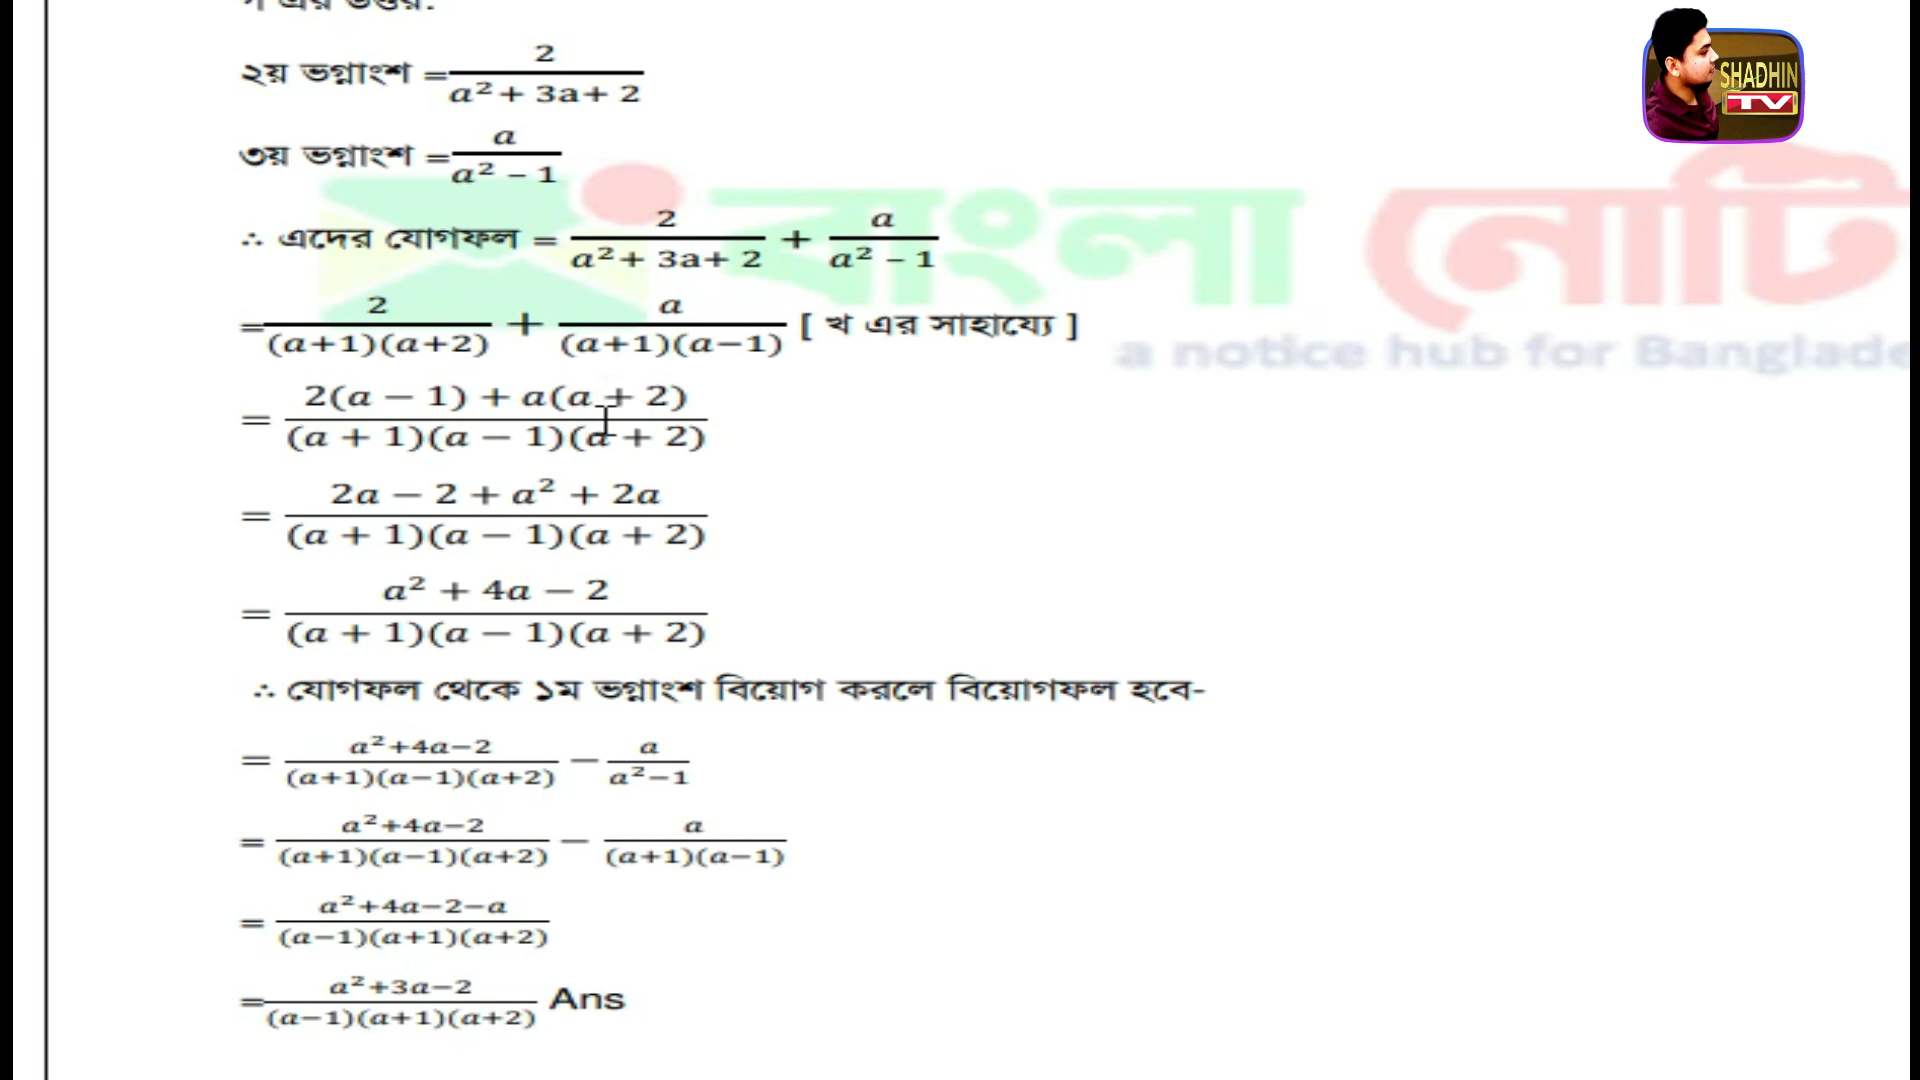 গ এর উত্তর:
২য় ভগ্নাংশ = 2 / a² + 3a + 2
৩য় ভগ্নাংশ = a / a² − 1
∴ এদের যোগফল = 2 / a² + 3a + 2 + a / a² − 1
= 2 / (a+1)(a+2) + a / (a+1)(a−1) [ খ এর সাহায্যে ]
= 2(a − 1) + a(a + 2) / (a + 1)(a − 1)(a + 2)
= 2a − 2 + a² + 2a / (a + 1)(a − 1)(a + 2)
= a² + 4a − 2 / (a + 1)(a − 1)(a + 2)
∴ যোগফল থেকে ১ম ভগ্নাংশ বিয়োগ করলে বিয়োগফল হবে-
= a²+4a−2 / (a+1)(a−1)(a+2) − a / a²−1
= a²+4a−2 / (a+1)(a−1)(a+2) − a / (a+1)(a−1)
= a²+4a−2−a / (a−1)(a+1)(a+2)
= a²+3a−2 / (a−1)(a+1)(a+2) Ans
SHADHIN
TV
বাংলা নোটি
a notice hub for Banglade